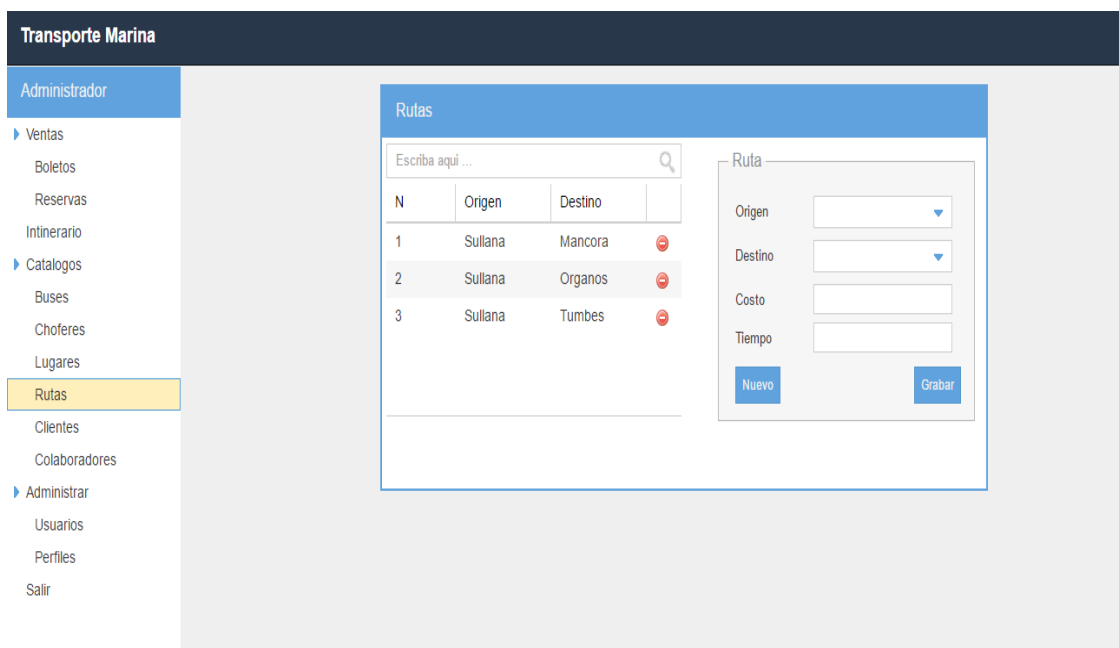 Transporte Marina
Administrador
Ventas
Boletos
Reservas
Intinerario
Catalogos
Buses
Choferes
Lugares
Rutas
Clientes
Colaboradores
Administrar
Usuarios
Perfiles
Salir
Rutas
Escriba aqui ...
N Origen Destino
1 Sullana Mancora
2 Sullana Organos
3 Sullana Tumbes
Ruta
Origen
Destino
Costo
Tiempo
Nuevo Grabar